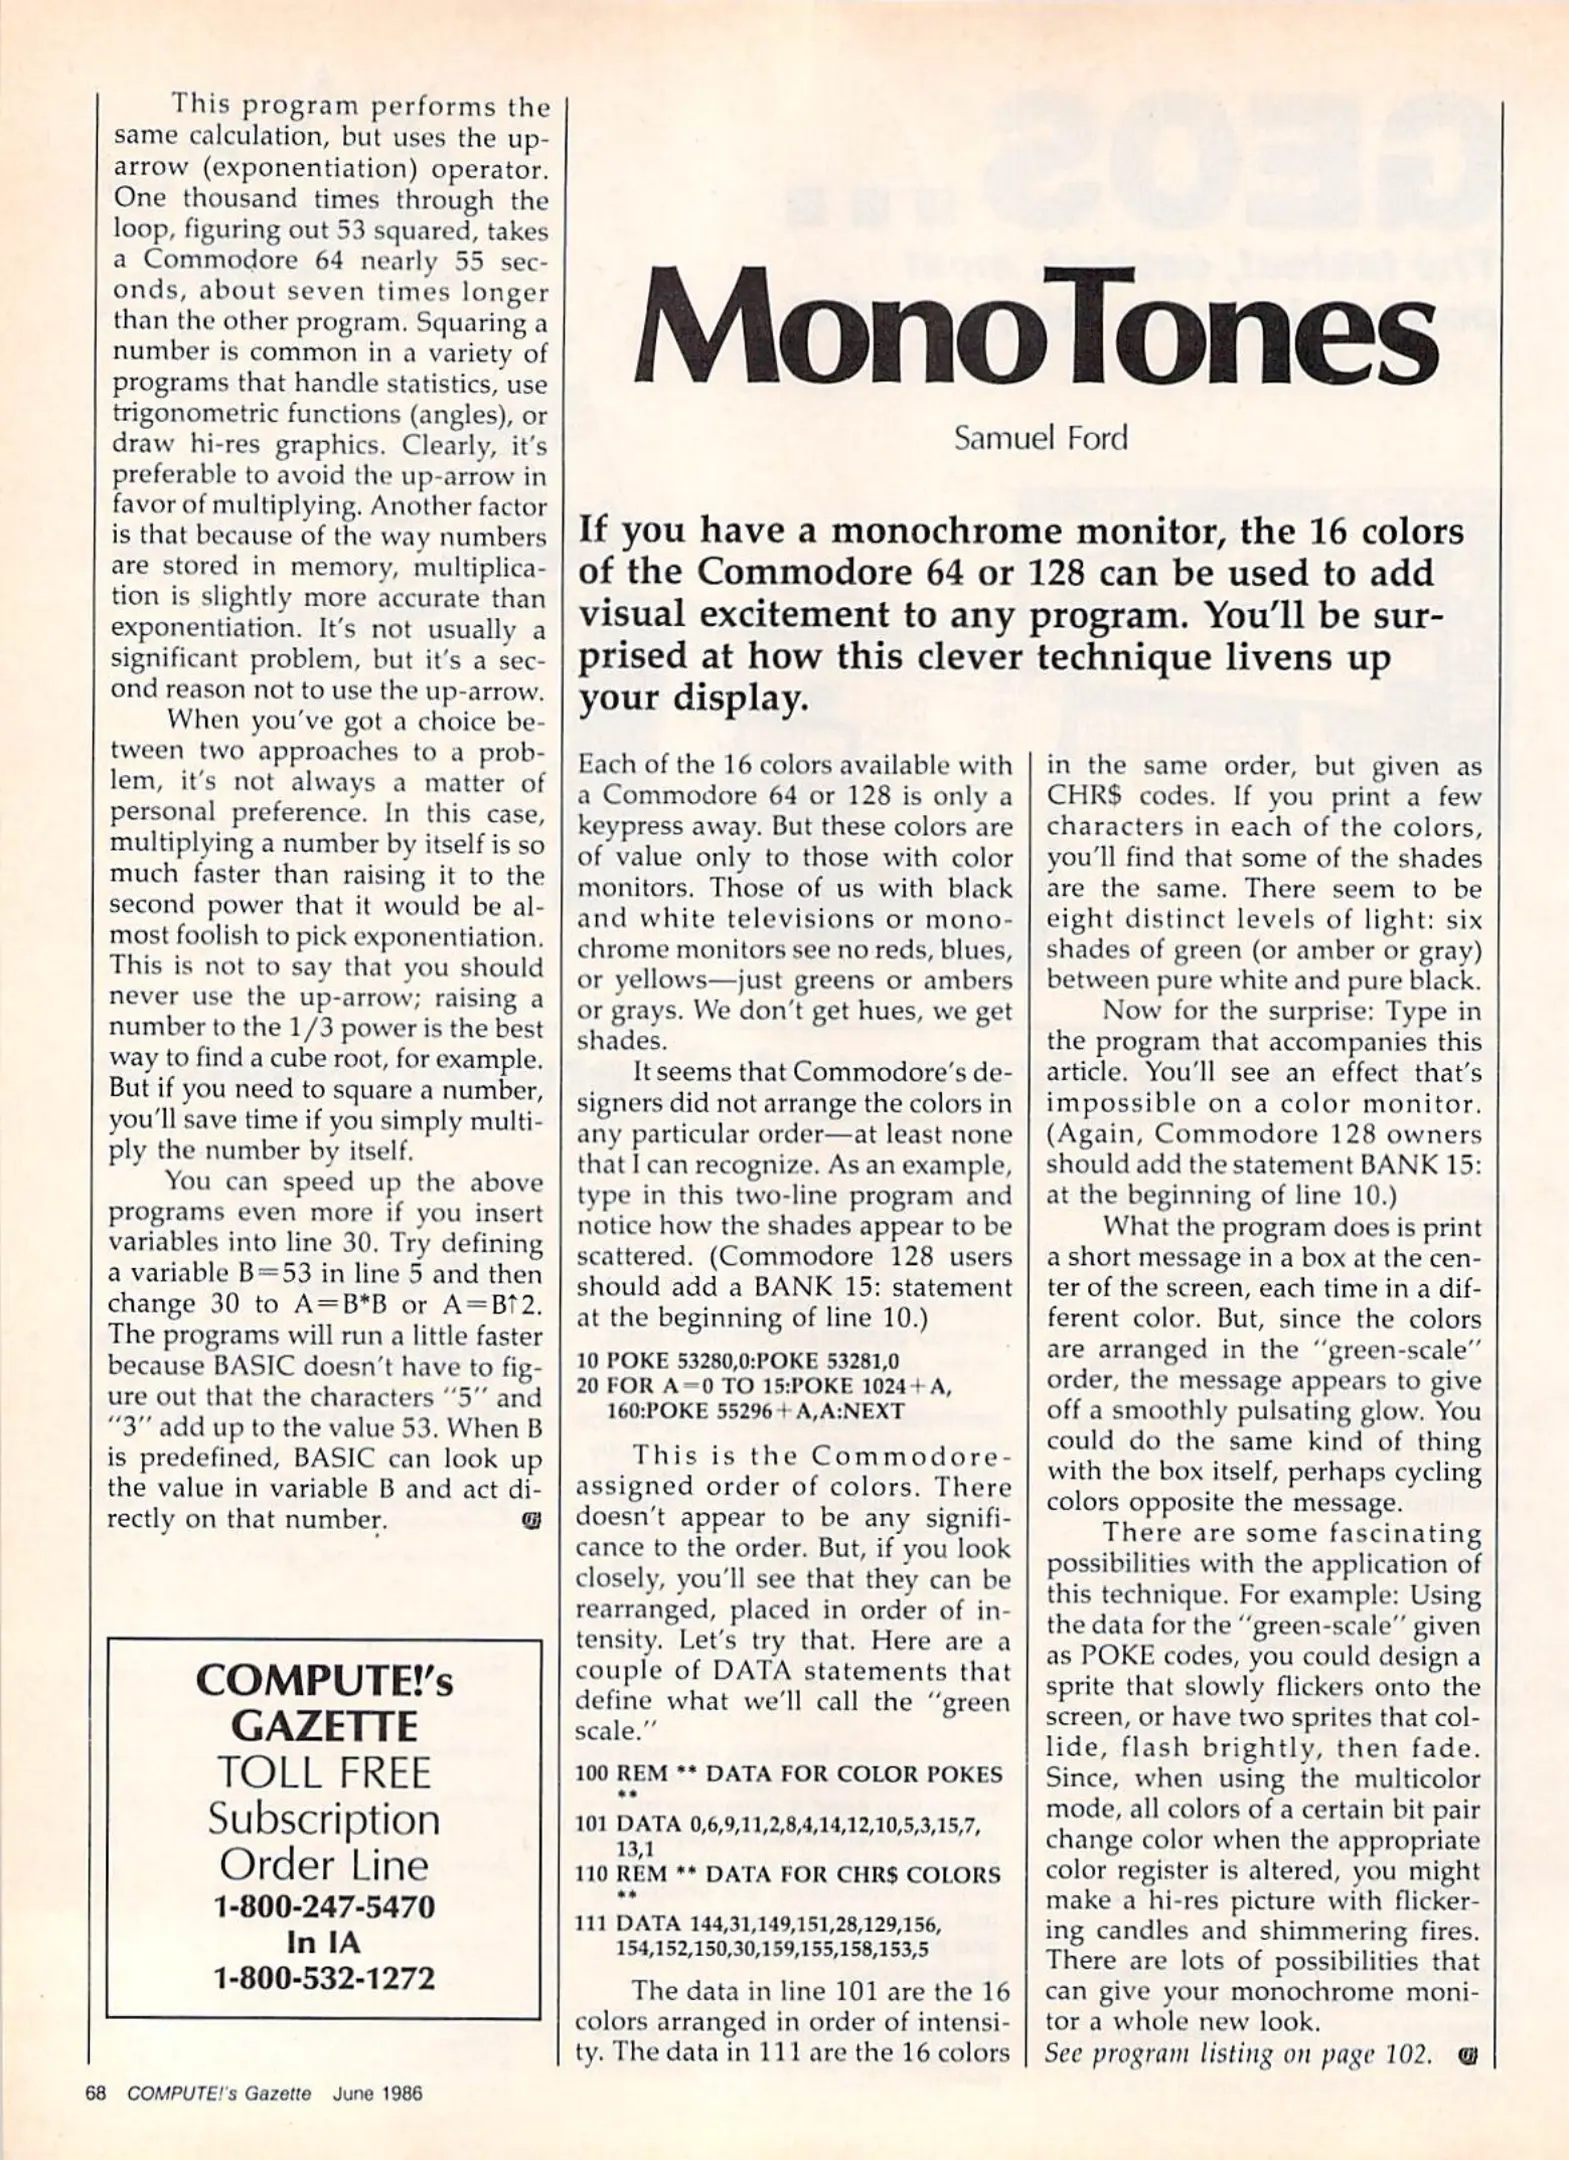 This program performs the
same calculation, but uses the up-
arrow (exponentiation) operator.
One thousand times through the
loop, figuring out 53 squared, takes
a Commodore 64 nearly 55 sec-
onds, about seven times longer
than the other program. Squaring a
number is common in a variety of
programs that handle statistics, use
trigonometric functions (angles), or
draw hi-res graphics. Clearly, it's
preferable to avoid the up-arrow in
favor of multiplying. Another factor
is that because of the way numbers
are stored in memory, multiplica-
tion is slightly more accurate than
exponentiation. It's not usually a
significant problem, but it's a sec-
ond reason not to use the up-arrow.
When you've got a choice be-
tween two approaches to a prob-
lem, it's not always a matter of
personal preference. In this case,
multiplying a number by itself is so
much faster than raising it to the
second power that it would be al-
most foolish to pick exponentiation.
This is not to say that you should
never use the up-arrow; raising a
number to the 1/3 power is the best
way to find a cube root, for example.
But if you need to square a number,
you'll save time if you simply multi-
ply the number by itself.
You can speed up the above
programs even more if you insert
variables into line 30. Try defining
a variable B=53 in line 5 and then
change 30 to A=B*B or A=B↑2.
The programs will run a little faster
because BASIC doesn't have to fig-
ure out that the characters "5" and
"3" add up to the value 53. When B
is predefined, BASIC can look up
the value in variable B and act di-
rectly on that number.
COMPUTE!'s
GAZETTE
TOLL FREE
Subscription
Order Line
1-800-247-5470
In IA
1-800-532-1272
MonoTones
Samuel Ford
If you have a monochrome monitor, the 16 colors
of the Commodore 64 or 128 can be used to add
visual excitement to any program. You'll be sur-
prised at how this clever technique livens up
your display.
Each of the 16 colors available with
a Commodore 64 or 128 is only a
keypress away. But these colors are
of value only to those with color
monitors. Those of us with black
and white televisions or mono-
chrome monitors see no reds, blues,
or yellows—just greens or ambers
or grays. We don't get hues, we get
shades.
It seems that Commodore's de-
signers did not arrange the colors in
any particular order—at least none
that I can recognize. As an example,
type in this two-line program and
notice how the shades appear to be
scattered. (Commodore 128 users
should add a BANK 15: statement
at the beginning of line 10.)
10 POKE 53280,0:POKE 53281,0
20 FOR A=0 TO 15:POKE 1024+A,
160:POKE 55296+A,A:NEXT
This is the Commodore-
assigned order of colors. There
doesn't appear to be any signifi-
cance to the order. But, if you look
closely, you'll see that they can be
rearranged, placed in order of in-
tensity. Let's try that. Here are a
couple of DATA statements that
define what we'll call the "green
scale."
100 REM ** DATA FOR COLOR POKES
**
101 DATA 0,6,9,11,2,8,4,14,12,10,5,3,15,7,
13,1
110 REM ** DATA FOR CHR$ COLORS
**
111 DATA 144,31,149,151,28,129,156,
154,152,150,30,159,155,158,153,5
The data in line 101 are the 16
colors arranged in order of intensi-
ty. The data in 111 are the 16 colors
in the same order, but given as
CHR$ codes. If you print a few
characters in each of the colors,
you'll find that some of the shades
are the same. There seem to be
eight distinct levels of light: six
shades of green (or amber or gray)
between pure white and pure black.
Now for the surprise: Type in
the program that accompanies this
article. You'll see an effect that's
impossible on a color monitor.
(Again, Commodore 128 owners
should add the statement BANK 15:
at the beginning of line 10.)
What the program does is print
a short message in a box at the cen-
ter of the screen, each time in a dif-
ferent color. But, since the colors
are arranged in the "green-scale"
order, the message appears to give
off a smoothly pulsating glow. You
could do the same kind of thing
with the box itself, perhaps cycling
colors opposite the message.
There are some fascinating
possibilities with the application of
this technique. For example: Using
the data for the "green-scale" given
as POKE codes, you could design a
sprite that slowly flickers onto the
screen, or have two sprites that col-
lide, flash brightly, then fade.
Since, when using the multicolor
mode, all colors of a certain bit pair
change color when the appropriate
color register is altered, you might
make a hi-res picture with flicker-
ing candles and shimmering fires.
There are lots of possibilities that
can give your monochrome moni-
tor a whole new look.
See program listing on page 102.
68 COMPUTE!'s Gazette June 1986